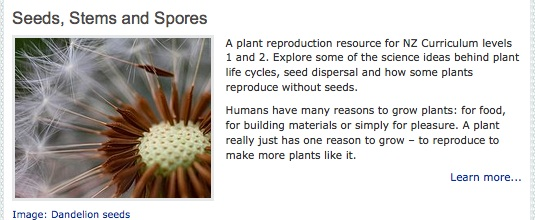 Seeds, Stems and Spores
A plant reproduction resource for NZ Curriculum levels
1 and 2. Explore some of the science ideas behind plant
life cycles, seed dispersal and how some plants
reproduce without seeds.
Humans have many reasons to grow plants: for food,
for building materials or simply for pleasure. A plant
really just has one reason to grow – to reproduce to
make more plants like it.
Learn more...
Image: Dandelion seeds